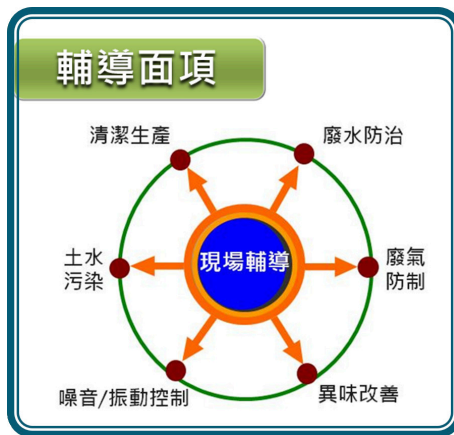 輔導面項
清潔生產
廢水防治
現場輔導
土水
污染
廢氣
防制
噪音/振動控制
異味改善